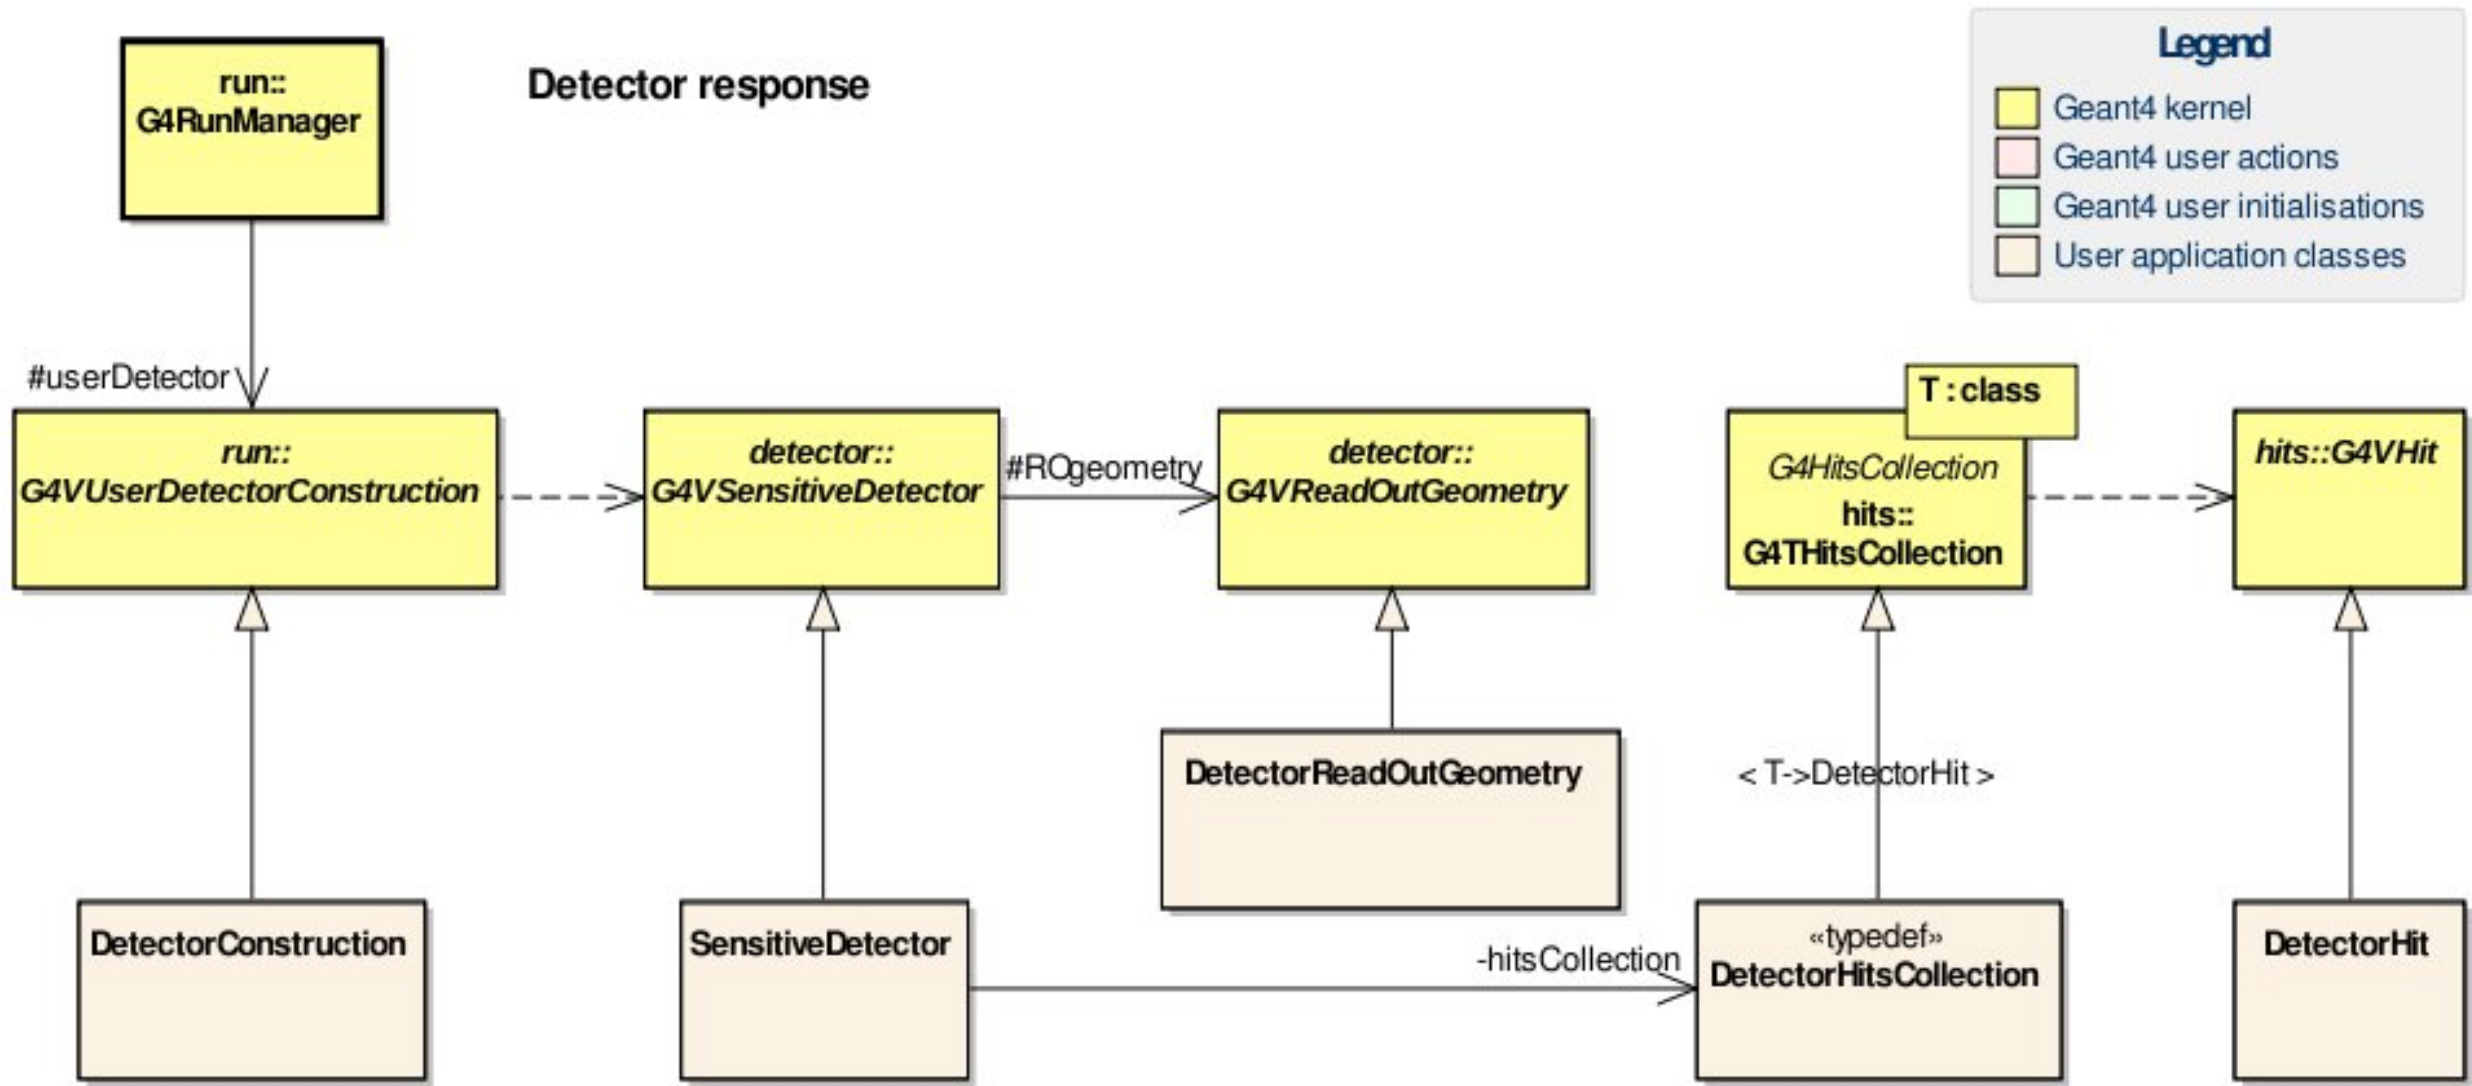 run::
G4RunManager
Detector response
Legend
Geant4 kernel
Geant4 user actions
Geant4 user initialisations
User application classes
#userDetector
run::
G4VUserDetectorConstruction
detector::
G4VSensitiveDetector
#ROgeometry
detector::
G4VReadOutGeometry
T : class
G4HitsCollection
hits::
G4THitsCollection
hits::G4VHit
DetectorReadOutGeometry
< T->DetectorHit >
DetectorConstruction
SensitiveDetector
-hitsCollection
«typedef»
DetectorHitsCollection
DetectorHit